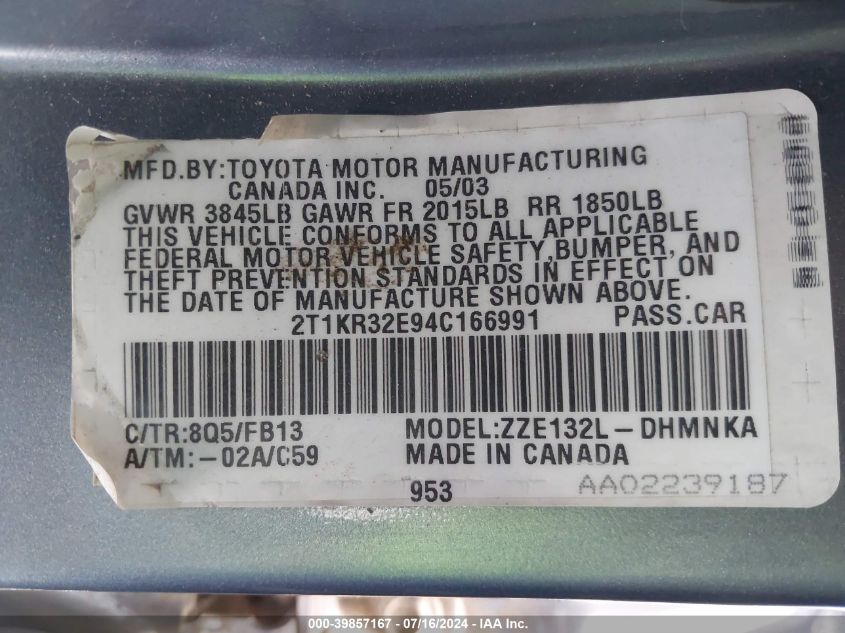 MFD.BY:TOYOTA MOTOR MANUFACTURING
CANADA INC. 05/03
GVWR 3845LB GAWR FR 2015LB RR 1850LB
THIS VEHICLE CONFORMS TO ALL APPLICABLE
FEDERAL MOTOR VEHICLE SAFETY,BUMPER, AND
THEFT PREVENTION STANDARDS IN EFFECT ON
THE DATE OF MANUFACTURE SHOWN ABOVE.
2T1KR32E94C166991 PASS.CAR
C/TR:8Q5/FB13 MODEL:ZZE132L-DHMNKA
A/TM:-02A/C59 MADE IN CANADA
953 AA02239187
000-39857167 - 07/16/2024 - IAA Inc.